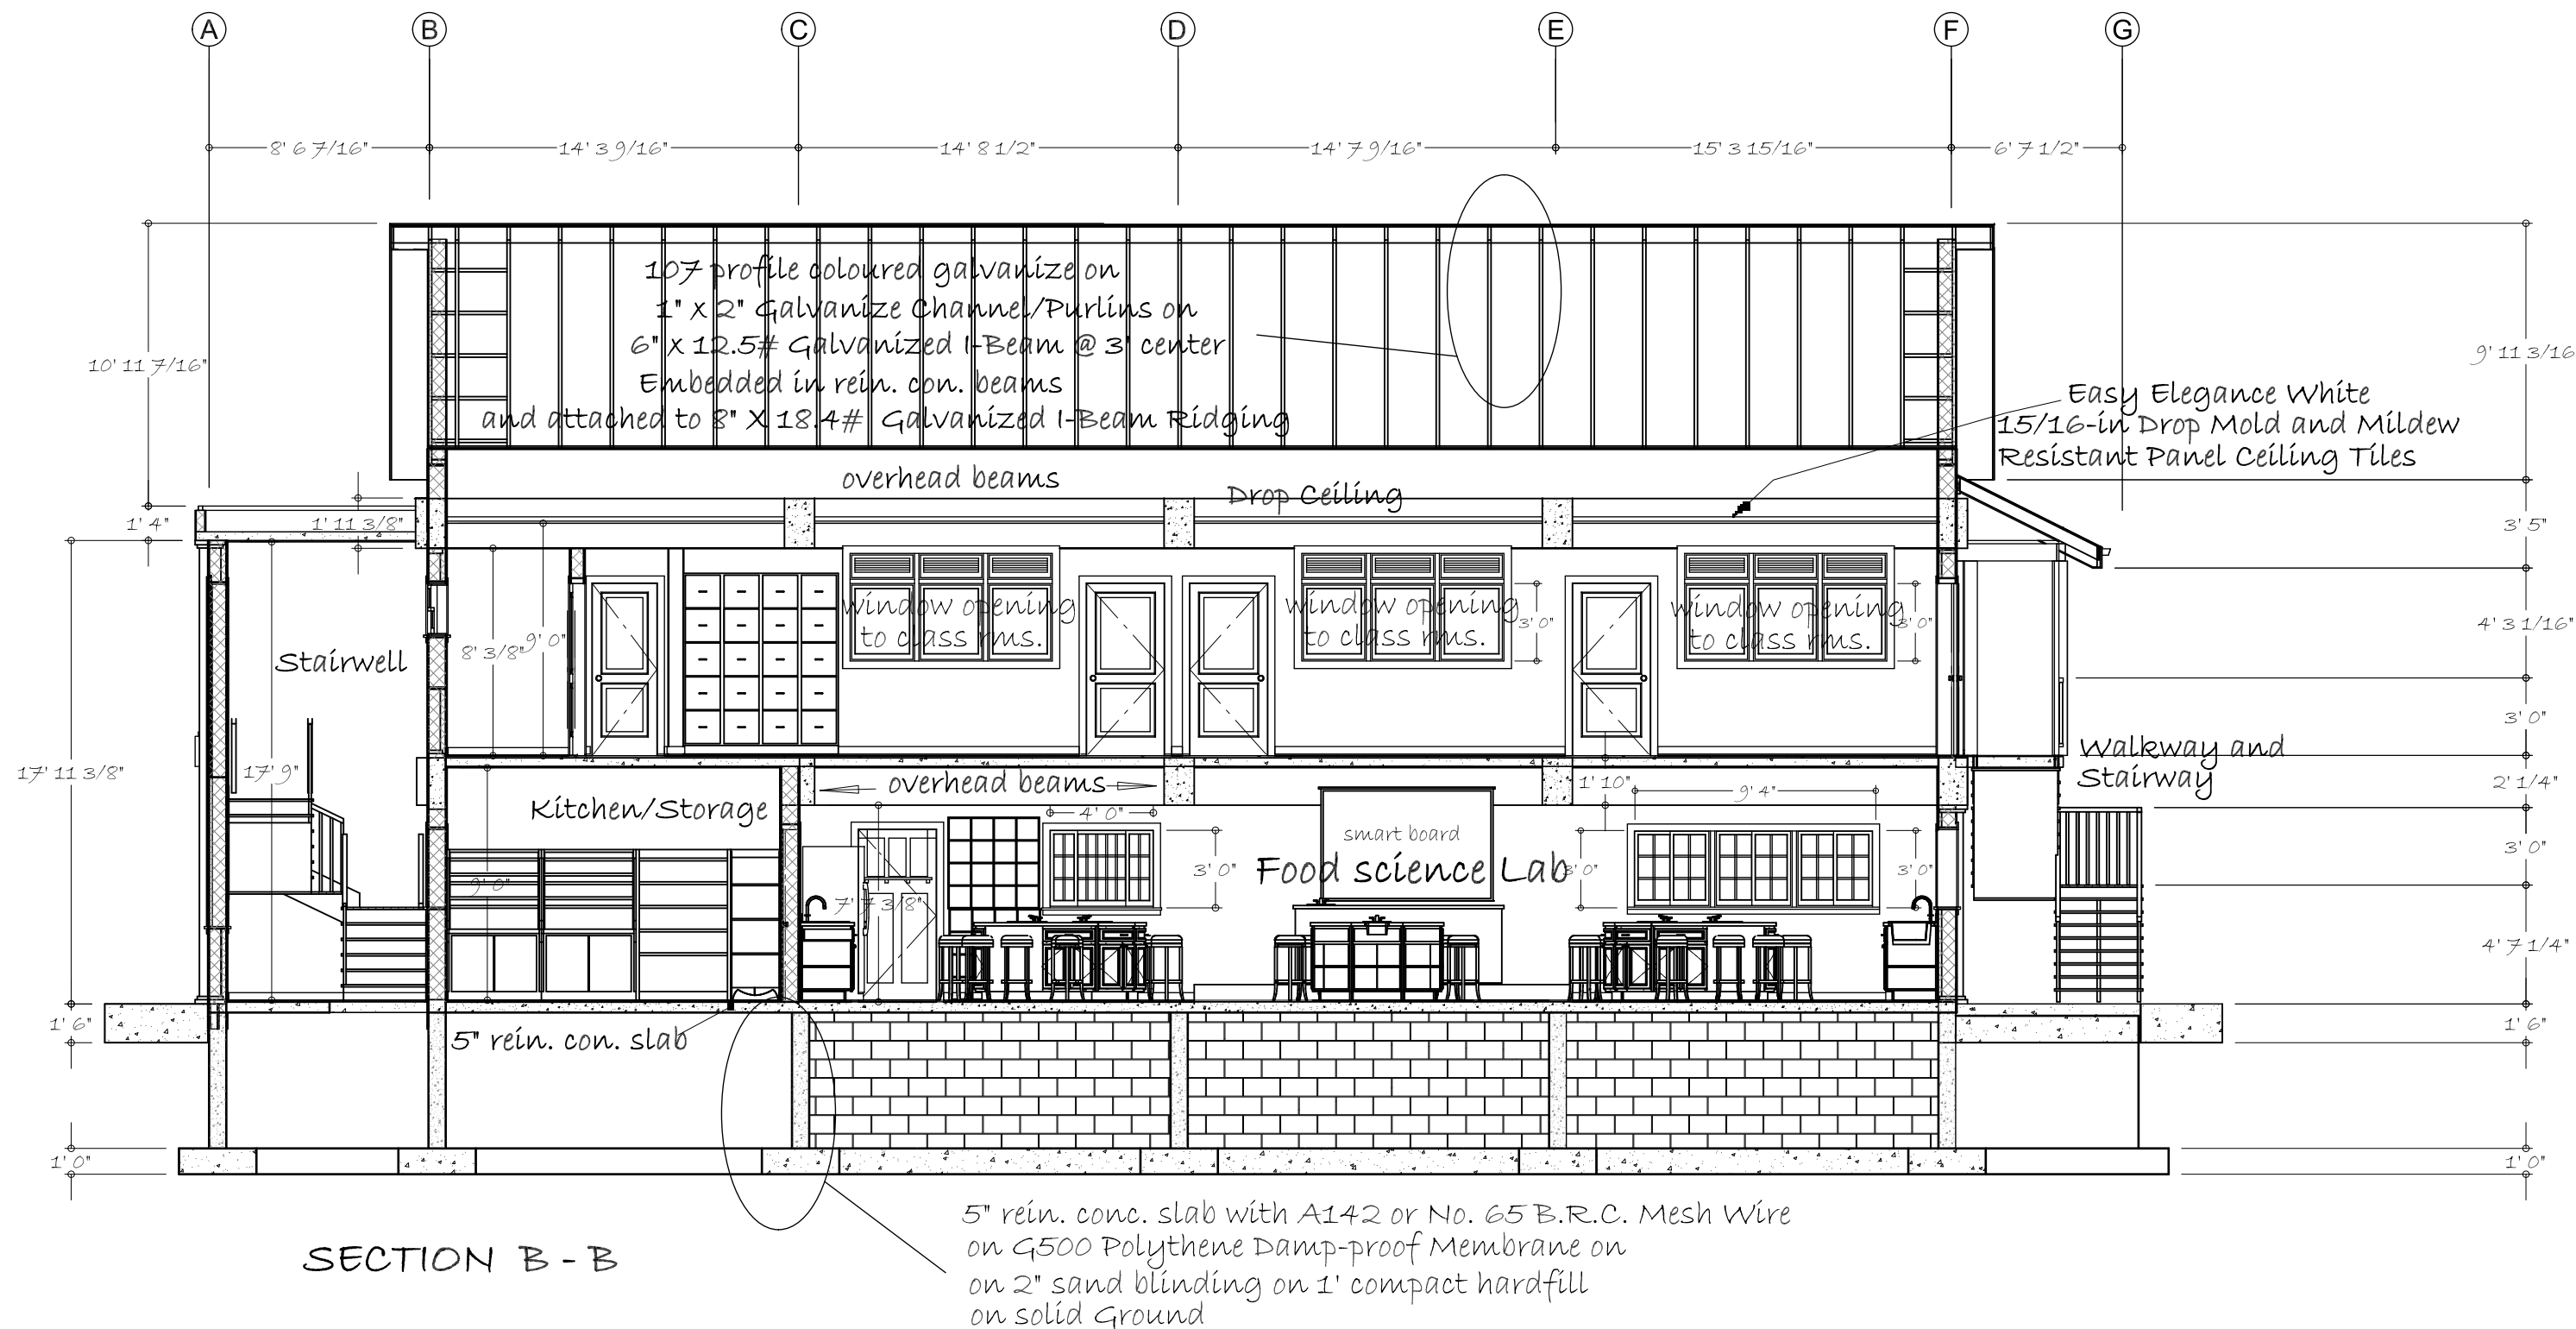 A B C D E F G
8' 6 7/16" 14' 3 9/16" 14' 8 1/2" 14' 7 9/16" 15' 3 15/16" 6' 7 1/2"
107 profile coloured galvanize on
1" X 2" Galvanize Channel/Purlins on
6" X 12.5# Galvanized I-Beam @ 3' center
Embedded in rein. con. beams
and attached to 8" X 18.4# Galvanized I-Beam Ridging
10' 11 7/16"
9' 11 3/16
Easy Elegance White
15/16-in Drop Mold and Mildew
Resistant Panel Ceiling Tiles
overhead beams
Drop Ceiling
1' 4"
1' 11 3/8"
3' 5"
window opening
to class rms.
window opening
to class rms.
window opening
to class rms.
3' 0"
3' 0"
4' 3 1/16"
Stairwell
8' 3/8"
9' 0"
3' 0"
Walkway and
Stairway
17' 11 3/8"
17' 9"
overhead beams
1' 10"
9' 4"
2' 1/4"
Kitchen/Storage
4' 0"
smart board
Food science Lab
3' 0"
3' 0"
3' 0"
3' 0"
9' 0"
7' 7 3/8"
4' 7 1/4"
1' 6"
5" rein. con. slab
1' 6"
1' 0"
1' 0"
5" rein. conc. slab with A142 or No. 65 B.R.C. Mesh Wire
on G500 Polythene Damp-proof Membrane on
on 2" sand blinding on 1' compact hardfill
on solid Ground
SECTION B - B